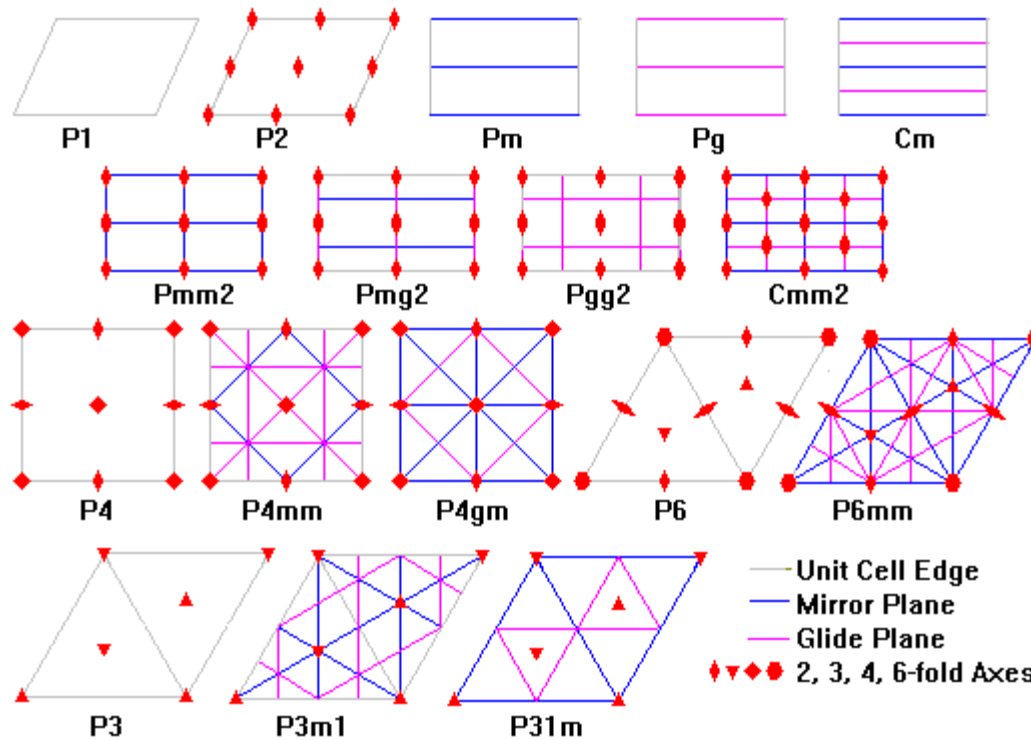 P1 P2 Pm Pg Cm
Pmm2 Pmg2 Pgg2 Cmm2
P4 P4mm P4gm P6 P6mm
Unit Cell Edge
Mirror Plane
Glide Plane
2, 3, 4, 6-fold Axes
P3 P3m1 P31m